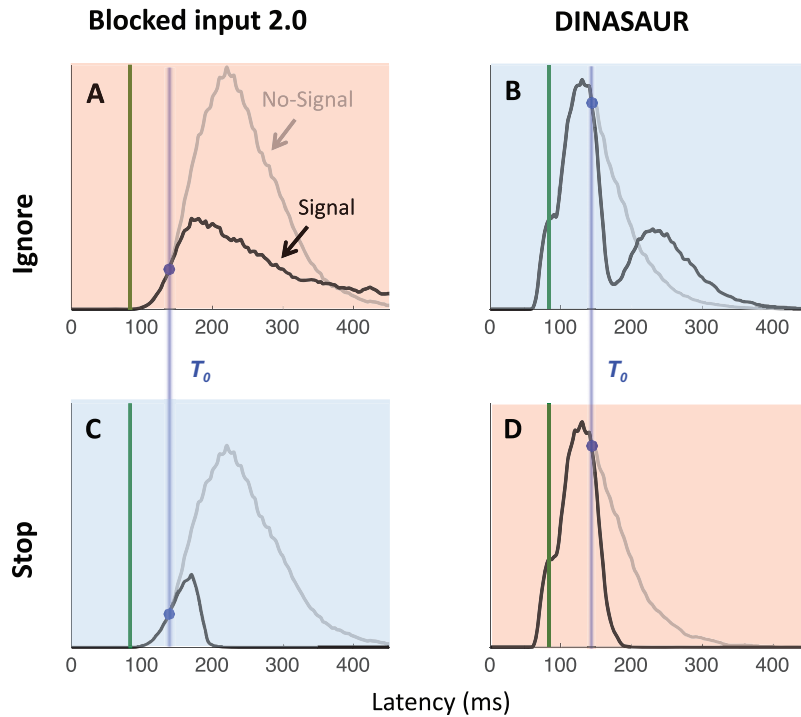 Blocked input 2.0
DINASAUR
Ignore
A
No-Signal
Signal
0 100 200 300 400
B
0 100 200 300 400
T0
T0
Stop
C
0 100 200 300 400
D
0 100 200 300 400
Latency (ms)